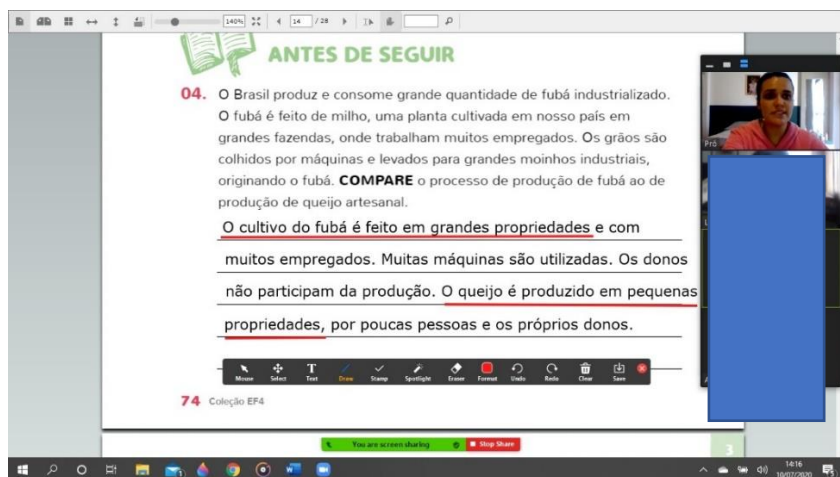 140%
14
/ 28
ANTES DE SEGUIR
04. O Brasil produz e consome grande quantidade de fubá industrializado.
O fubá é feito de milho, uma planta cultivada em nosso país em
grandes fazendas, onde trabalham muitos empregados. Os grãos são
colhidos por máquinas e levados para grandes moinhos industriais,
originando o fubá. COMPARE o processo de produção de fubá ao de
produção de queijo artesanal.
O cultivo do fubá é feito em grandes propriedades e com
muitos empregados. Muitas máquinas são utilizadas. Os donos
não participam da produção. O queijo é produzido em pequenas
propriedades, por poucas pessoas e os próprios donos.
Mouse Select Text Draw Stamp Spotlight Eraser Format Undo Redo Clear Save
74 Coleção EF4
You are screen sharing Stop Share
3
Pró
14:16
10/07/2020